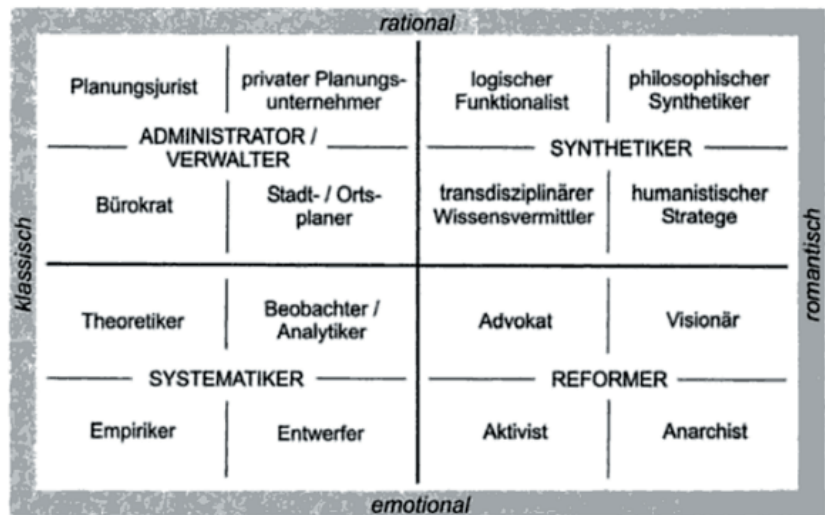 rational
Planungsjurist
privater Planungs-
unternehmer
logischer
Funktionalist
philosophischer
Synthetiker
ADMINISTRATOR /
VERWALTER
SYNTHETIKER
Bürokrat
Stadt- / Orts-
planer
transdisziplinärer
Wissensvermittler
humanistischer
Stratege
klassisch
romantisch
Theoretiker
Beobachter /
Analytiker
Advokat
Visionär
SYSTEMATIKER
REFORMER
Empiriker
Entwerfer
Aktivist
Anarchist
emotional